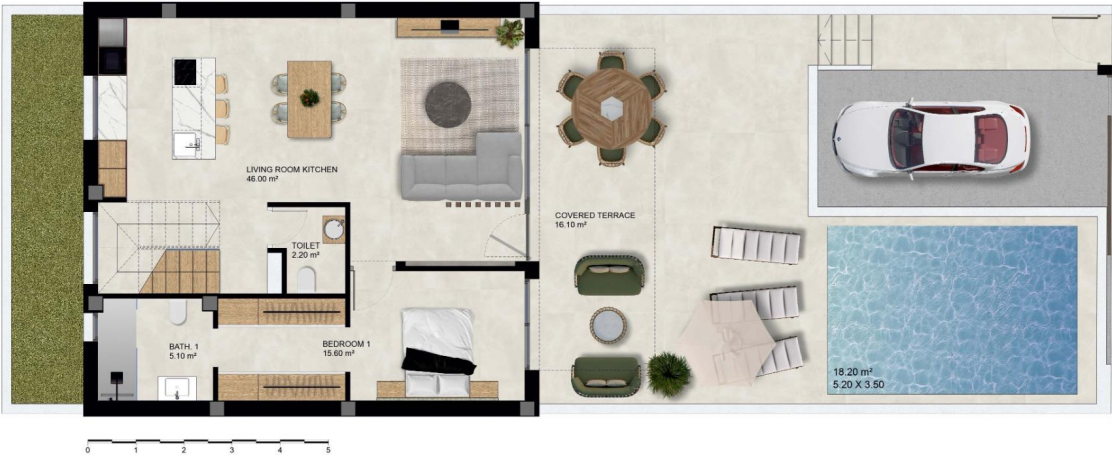 LIVING ROOM KITCHEN
46.00 m²
COVERED TERRACE
16.10 m²
TOILET
2.20 m²
BATH. 1
5.10 m²
BEDROOM 1
15.60 m²
18.20 m²
5.20 X 3.50
0 1 2 3 4 5